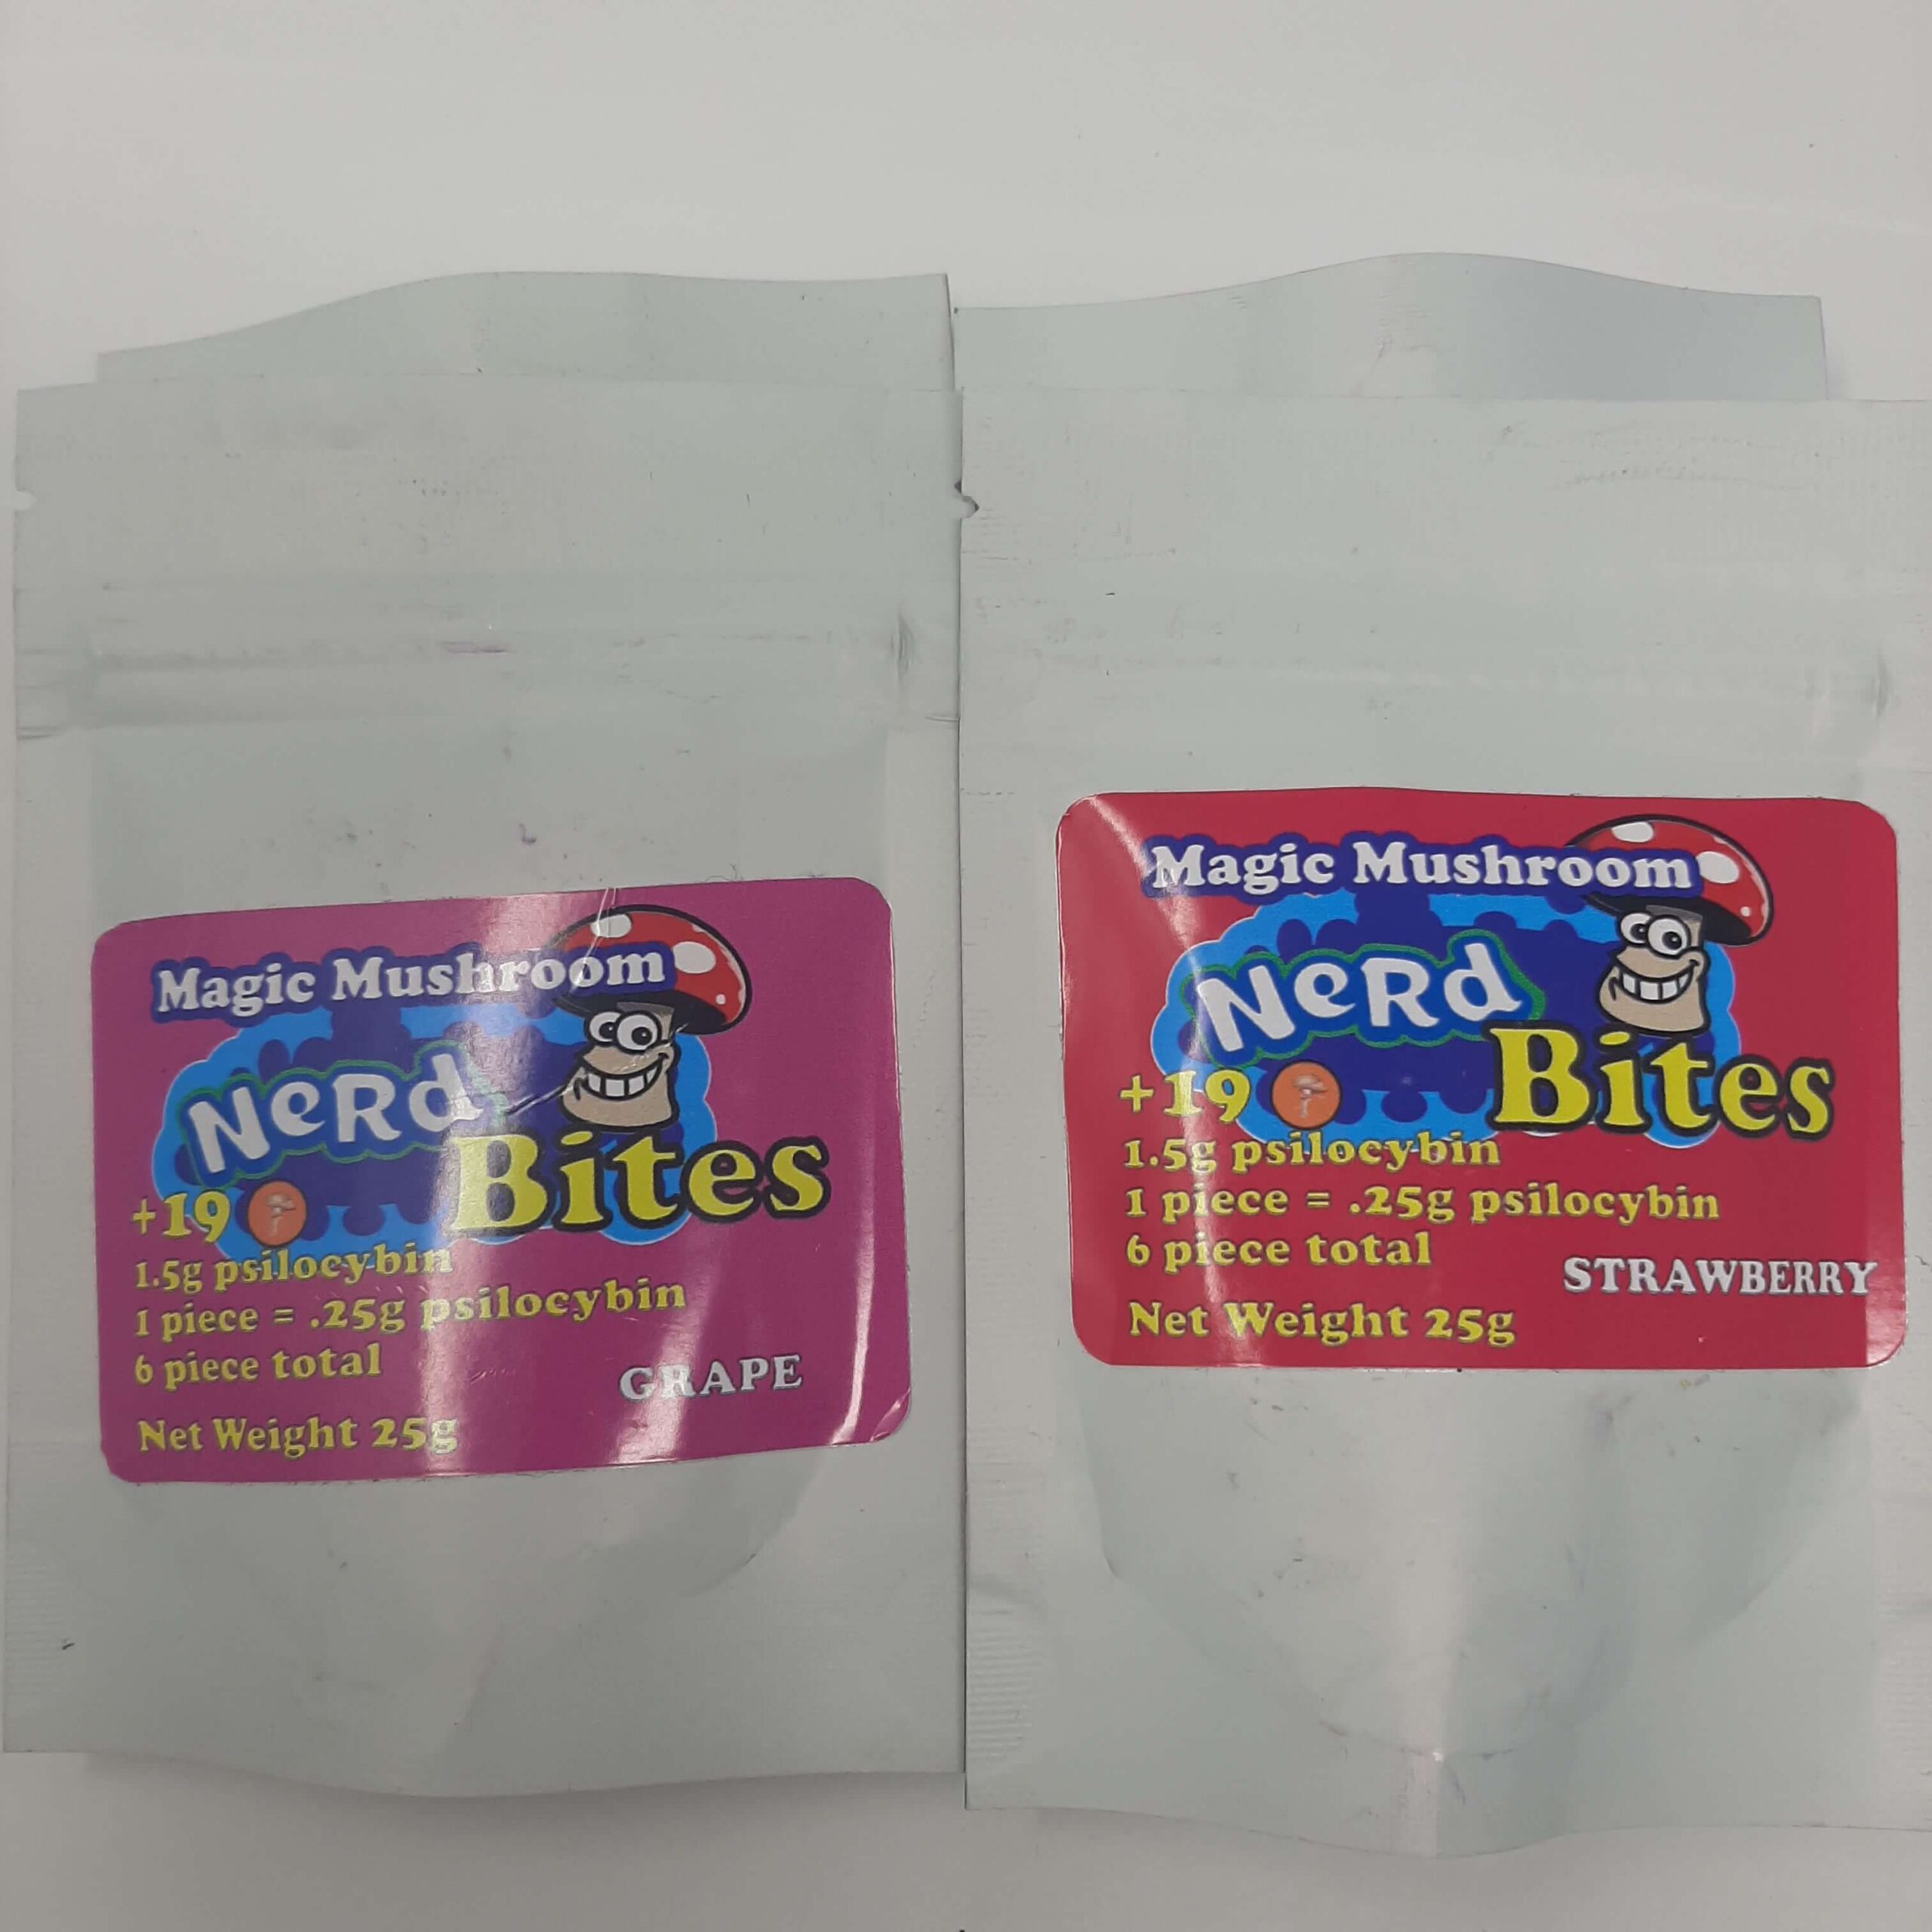 Magic Mushroom
NeRd
Bites
+19
1.5g psilocybin
1 piece = .25g psilocybin
6 piece total
GRAPE
Net Weight 25g
Magic Mushroom
NeRd
Bites
+19
1.5g psilocybin
1 piece = .25g psilocybin
6 piece total
STRAWBERRY
Net Weight 25g